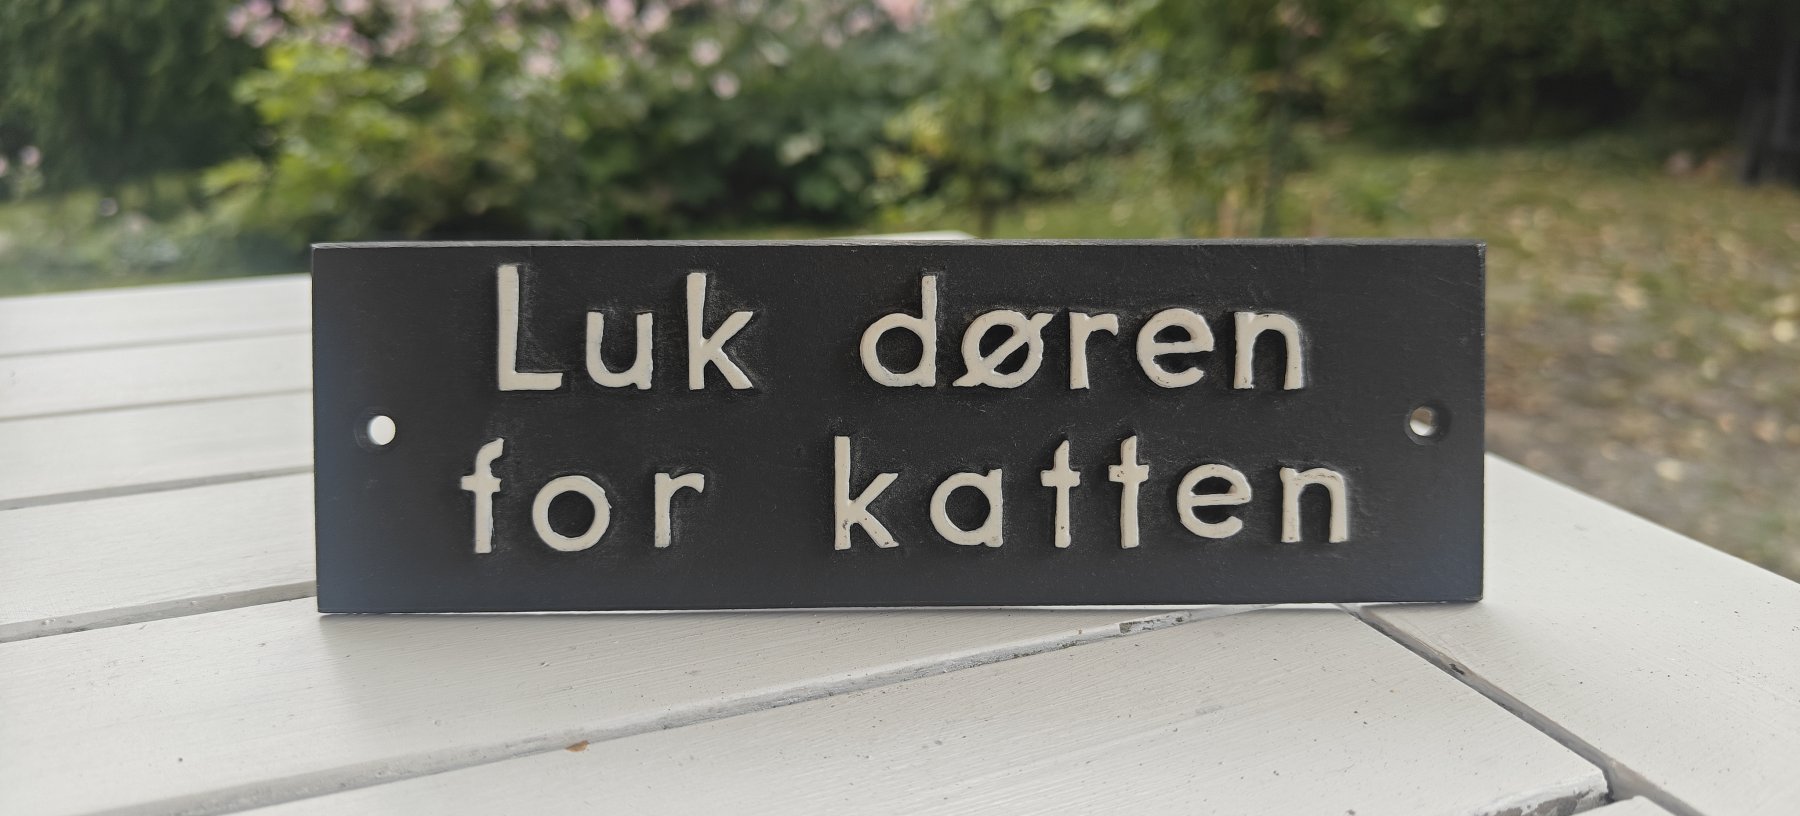 Luk døren
for katten